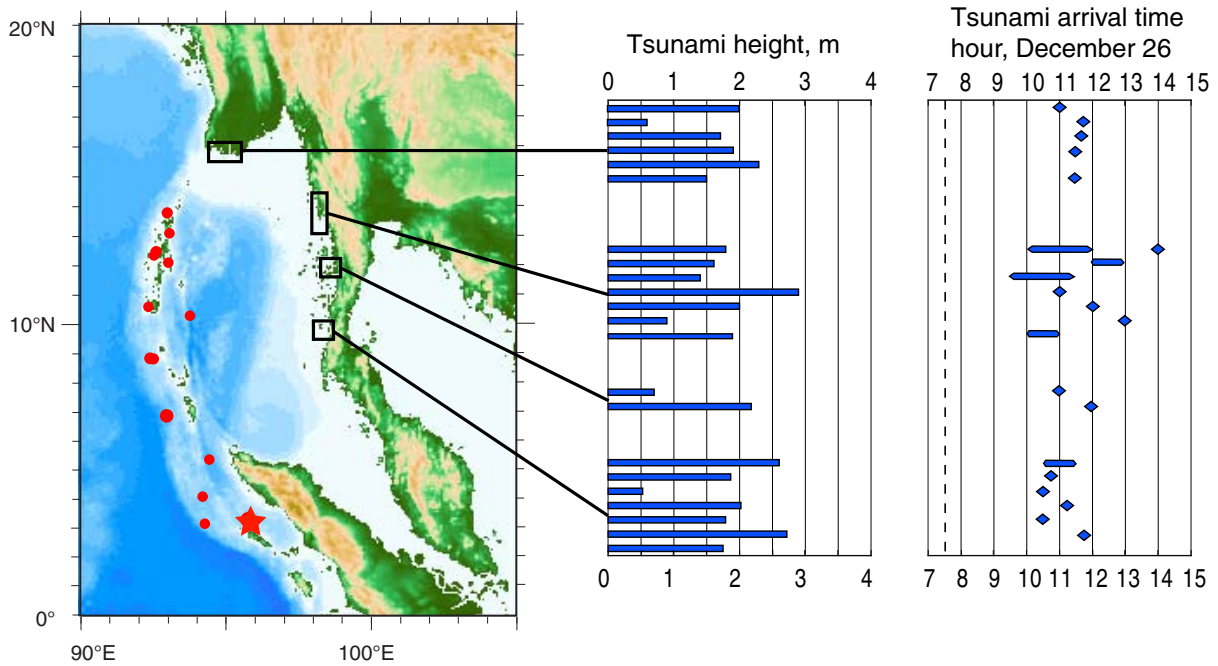 Tsunami arrival time
hour, December 26
Tsunami height, m
20°N
10°N
0°
90°E
100°E
0 1 2 3 4
0 1 2 3 4
7 8 9 10 11 12 13 14 15
7 8 9 10 11 12 13 14 15